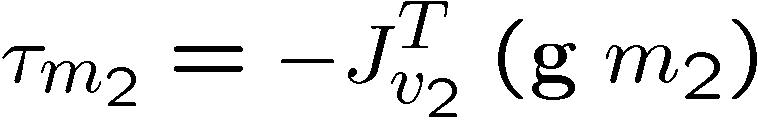 τ_{m_2} = −J_{v_2}^T (**g** m_2)